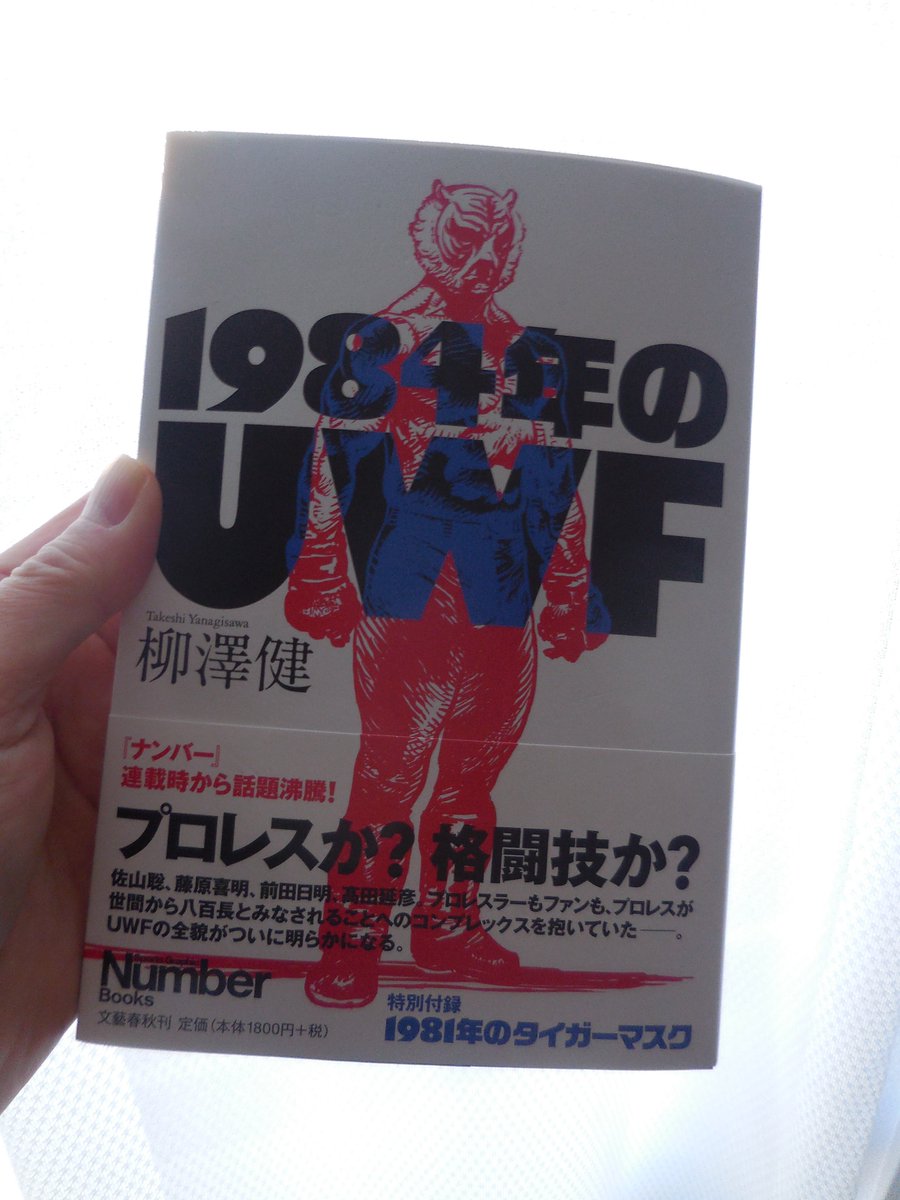 1984年の
UWF
Takeshi Yanagisawa
柳澤健
『ナンバー』
連載時から話題沸騰!
プロレスか? 格闘技か?
佐山聡、藤原喜明、前田日明、髙田延彦、プロレスラーもファンも、プロレスが
世間から八百長とみなされることへのコンプレックスを抱いていた──。
UWFの全貌がついに明らかになる。
Sports Graphic
Number
Books
文藝春秋刊 定価(本体1800円+税)
特別付録
1981年のタイガーマスク